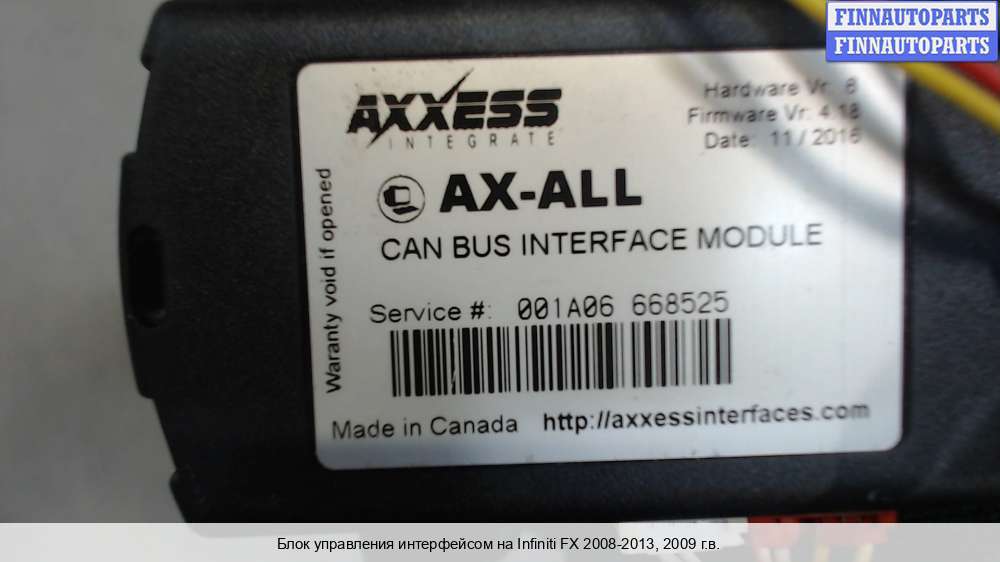 FINNAUTOPARTS
FINNAUTOPARTS
AXXESS
INTEGRATE
Hardware Vr: 6
Firmware Vr: 4.18
Date: 11/2016
AX-ALL
CAN BUS INTERFACE MODULE
Service #: 001A06 668525
Made in Canada http://axxessinterfaces.com
Waranty void if opened
Блок управления интерфейсом на Infiniti FX 2008-2013, 2009 г.в.